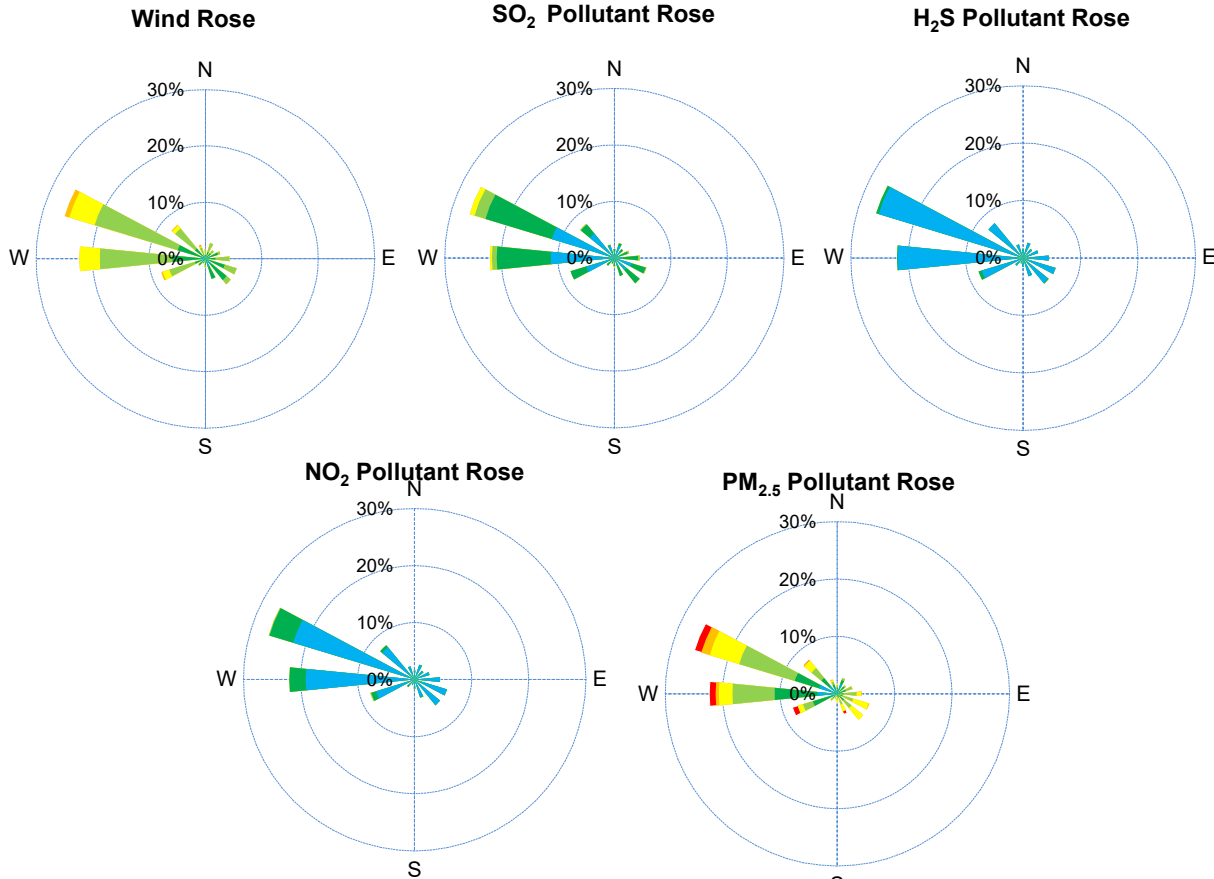 Wind Rose
N
30%
20%
10%
W
0%
E
S
SO₂ Pollutant Rose
N
30%
20%
10%
W
0%
E
S
H₂S Pollutant Rose
N
30%
20%
10%
W
0%
E
S
NO₂ Pollutant Rose
N
30%
20%
10%
W
0%
E
S
PM₂.₅ Pollutant Rose
N
30%
20%
10%
W
0%
E